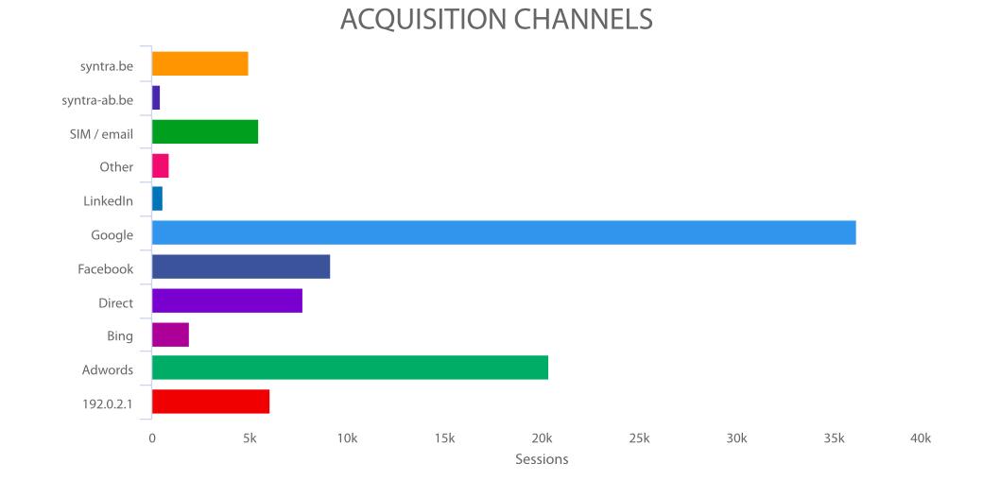 ACQUISITION CHANNELS
syntra.be
syntra-ab.be
SIM / email
Other
LinkedIn
Google
Facebook
Direct
Bing
Adwords
192.0.2.1
0 5k 10k 15k 20k 25k 30k 35k 40k
Sessions